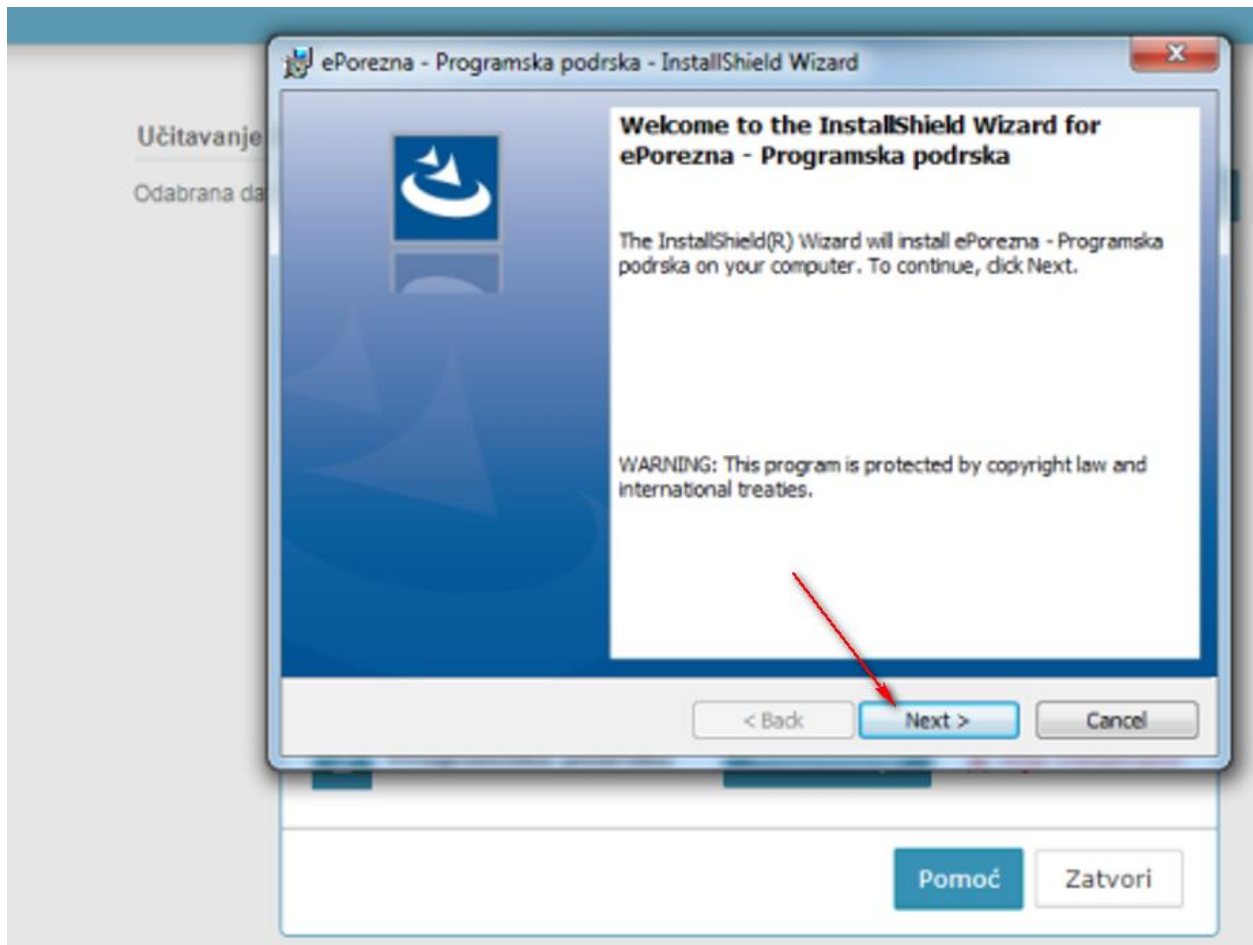 ePorezna - Programska podrska - InstallShield Wizard
Učitavanje
Odabrana da
Welcome to the InstallShield Wizard for
ePorezna - Programska podrska
The InstallShield(R) Wizard will install ePorezna - Programska
podrska on your computer. To continue, click Next.
WARNING: This program is protected by copyright law and
international treaties.
< Back Next > Cancel
Pomoć Zatvori